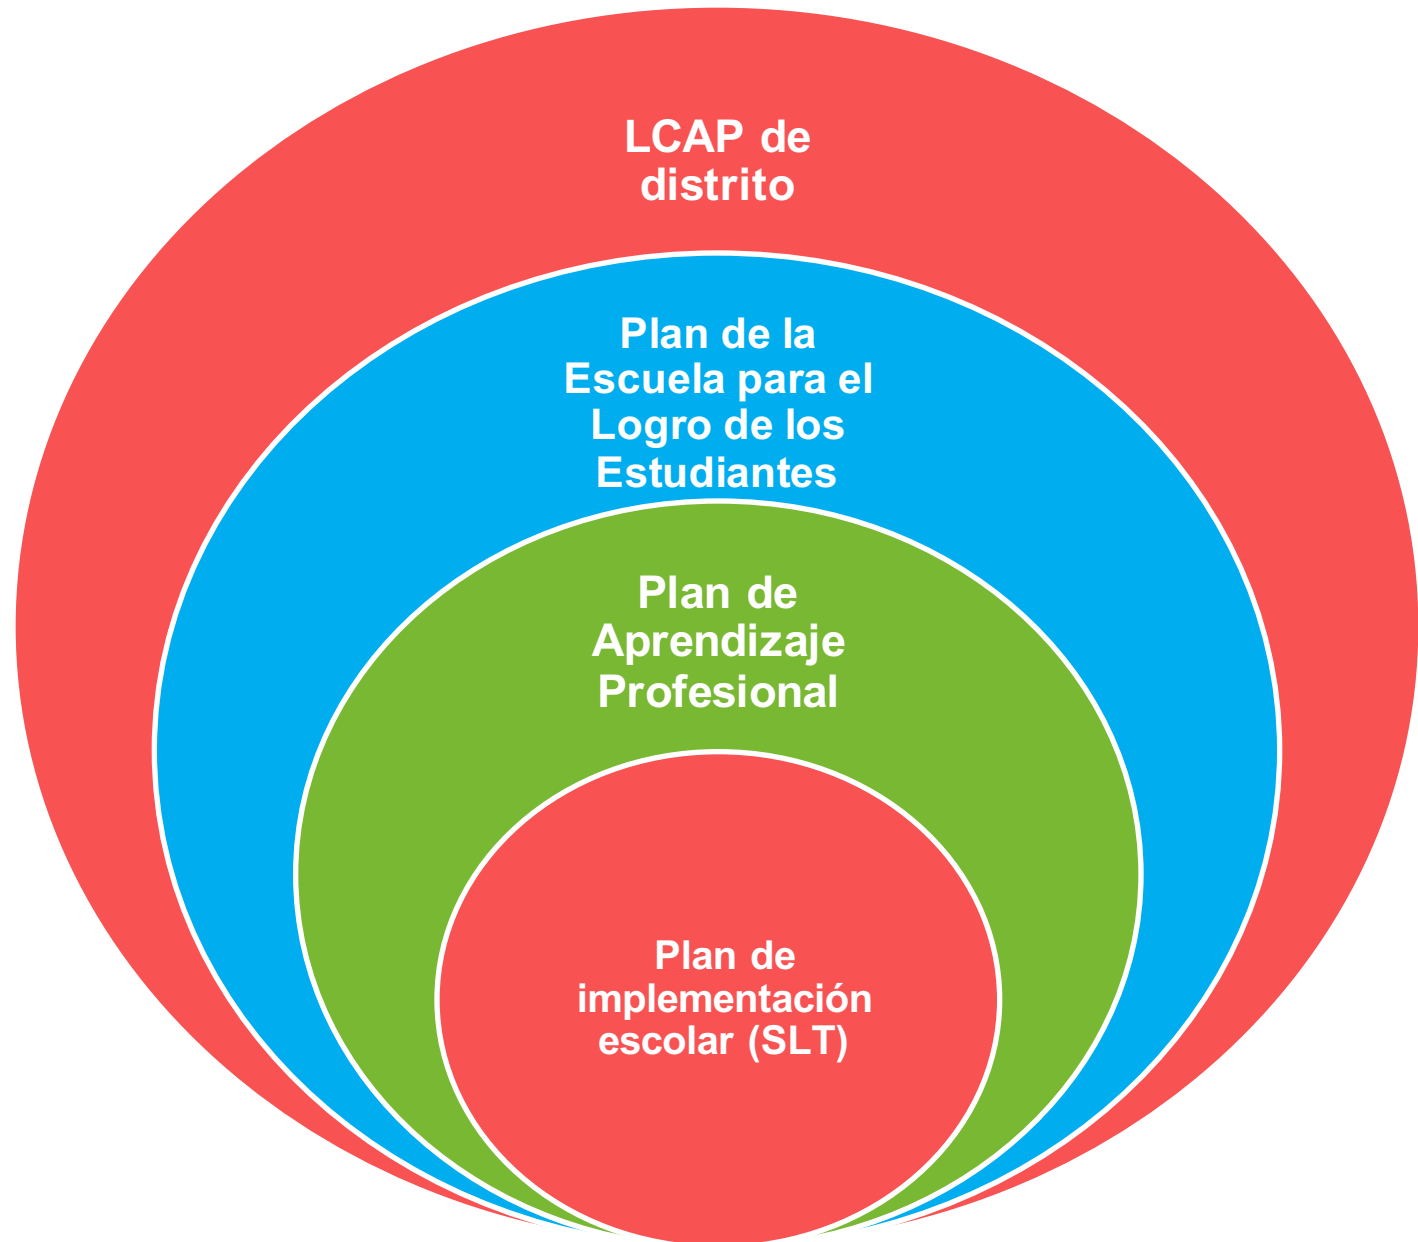 LCAP de
distrito
Plan de la
Escuela para el
Logro de los
Estudiantes
Plan de
Aprendizaje
Profesional
Plan de
implementación
escolar (SLT)